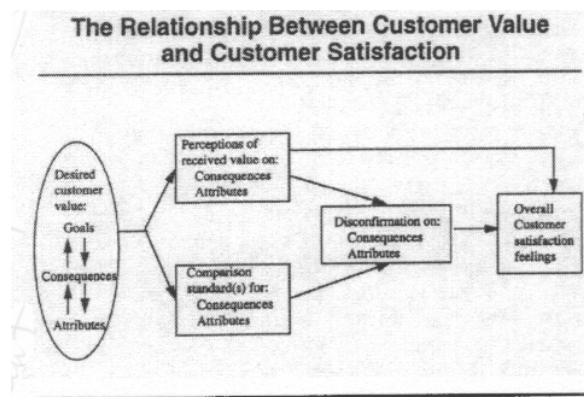 The Relationship Between Customer Value
and Customer Satisfaction
Desired
customer
value:
Goals
Consequences
Attributes
Perceptions of
received value on:
Consequences
Attributes
Comparison
standard(s) for:
Consequences
Attributes
Disconfirmation on:
Consequences
Attributes
Overall
Customer
satisfaction
feelings